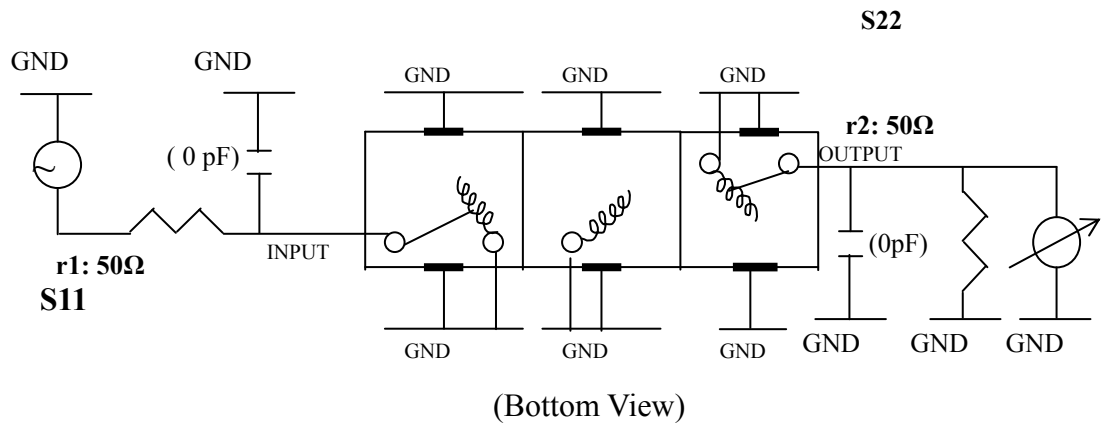 S22
GND
GND
GND
GND
GND
( 0 pF)
r2: 50Ω
OUTPUT
INPUT
(0pF)
r1: 50Ω
S11
GND
GND
GND
GND
GND
GND
(Bottom View)